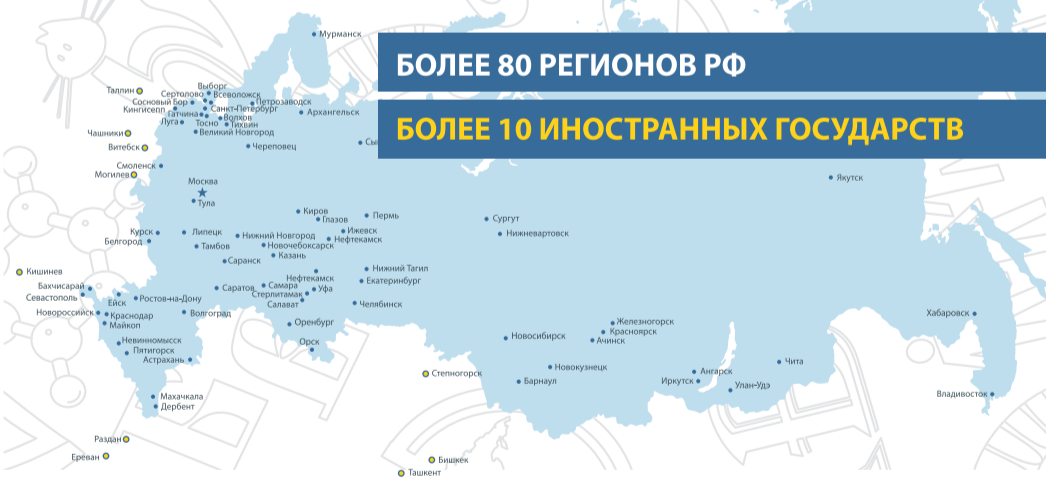 Мурманск
БОЛЕЕ 80 РЕГИОНОВ РФ
БОЛЕЕ 10 ИНОСТРАННЫХ ГОСУДАРСТВ
Таллин
Выборг
Сертолово
Всеволожск
Сосновый Бор
Петрозаводск
Кингисепп
Санкт-Петербург
Гатчина
Волхов
Архангельск
Луга
Тосно
Тихвин
Чашники
Великий Новгород
Витебск
Череповец
Смоленск
Могилев
Москва
Тула
Якутск
Киров
Глазов
Пермь
Сургут
Курск
Липецк
Нижний Новгород
Ижевск
Нефтекамск
Нижневартовск
Белгород
Тамбов
Новочебоксарск
Казань
Саранск
Кишинев
Нефтекамск
Нижний Тагил
Екатеринбург
Бахчисарай
Саратов
Самара
Уфа
Севастополь
Ейск
Ростов-на-Дону
Стерлитамак
Салават
Челябинск
Новороссийск
Краснодар
Волгоград
Майкоп
Оренбург
Железногорск
Хабаровск
Невинномысск
Новосибирск
Красноярск
Ачинск
Пятигорск
Орск
Астрахань
Чита
Степногорск
Новокузнецк
Ангарск
Барнаул
Иркутск
Улан-Удэ
Владивосток
Махачкала
Дербент
Раздан
Ереван
Бишкек
Ташкент